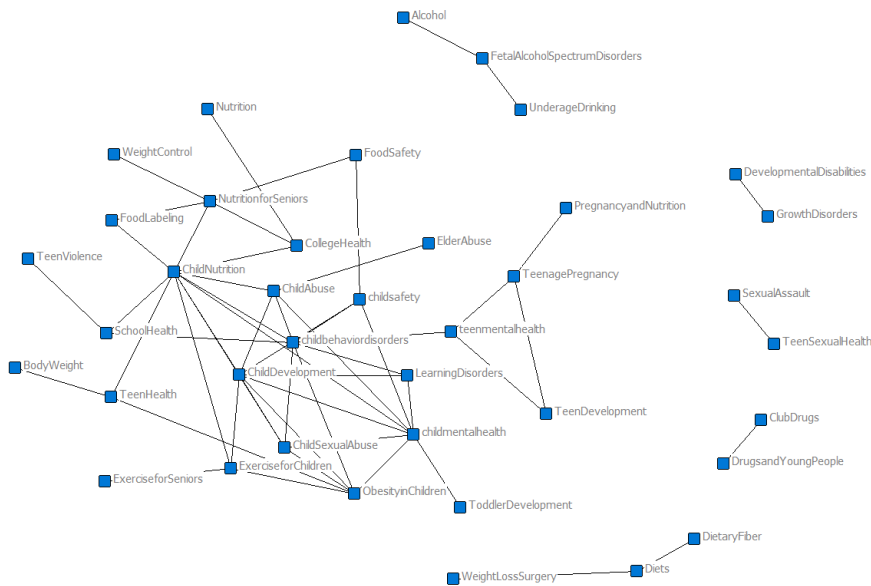 Alcohol
FetalAlcoholSpectrumDisorders
Nutrition
UnderageDrinking
WeightControl
FoodSafety
DevelopmentalDisabilities
NutritionforSeniors
PregnancyandNutrition
FoodLabeling
GrowthDisorders
CollegeHealth
ElderAbuse
TeenViolence
ChildNutrition
TeenagePregnancy
ChildAbuse
SexualAssault
childsafety
SchoolHealth
teenmentalhealth
childbehaviordisorders
TeenSexualHealth
BodyWeight
ChildDevelopment
LearningDisorders
TeenHealth
TeenDevelopment
ClubDrugs
childmentalhealth
ChildSexualAbuse
DrugsandYoungPeople
ExerciseforChildren
ExerciseforSeniors
ObesityinChildren
ToddlerDevelopment
DietaryFiber
Diets
WeightLossSurgery